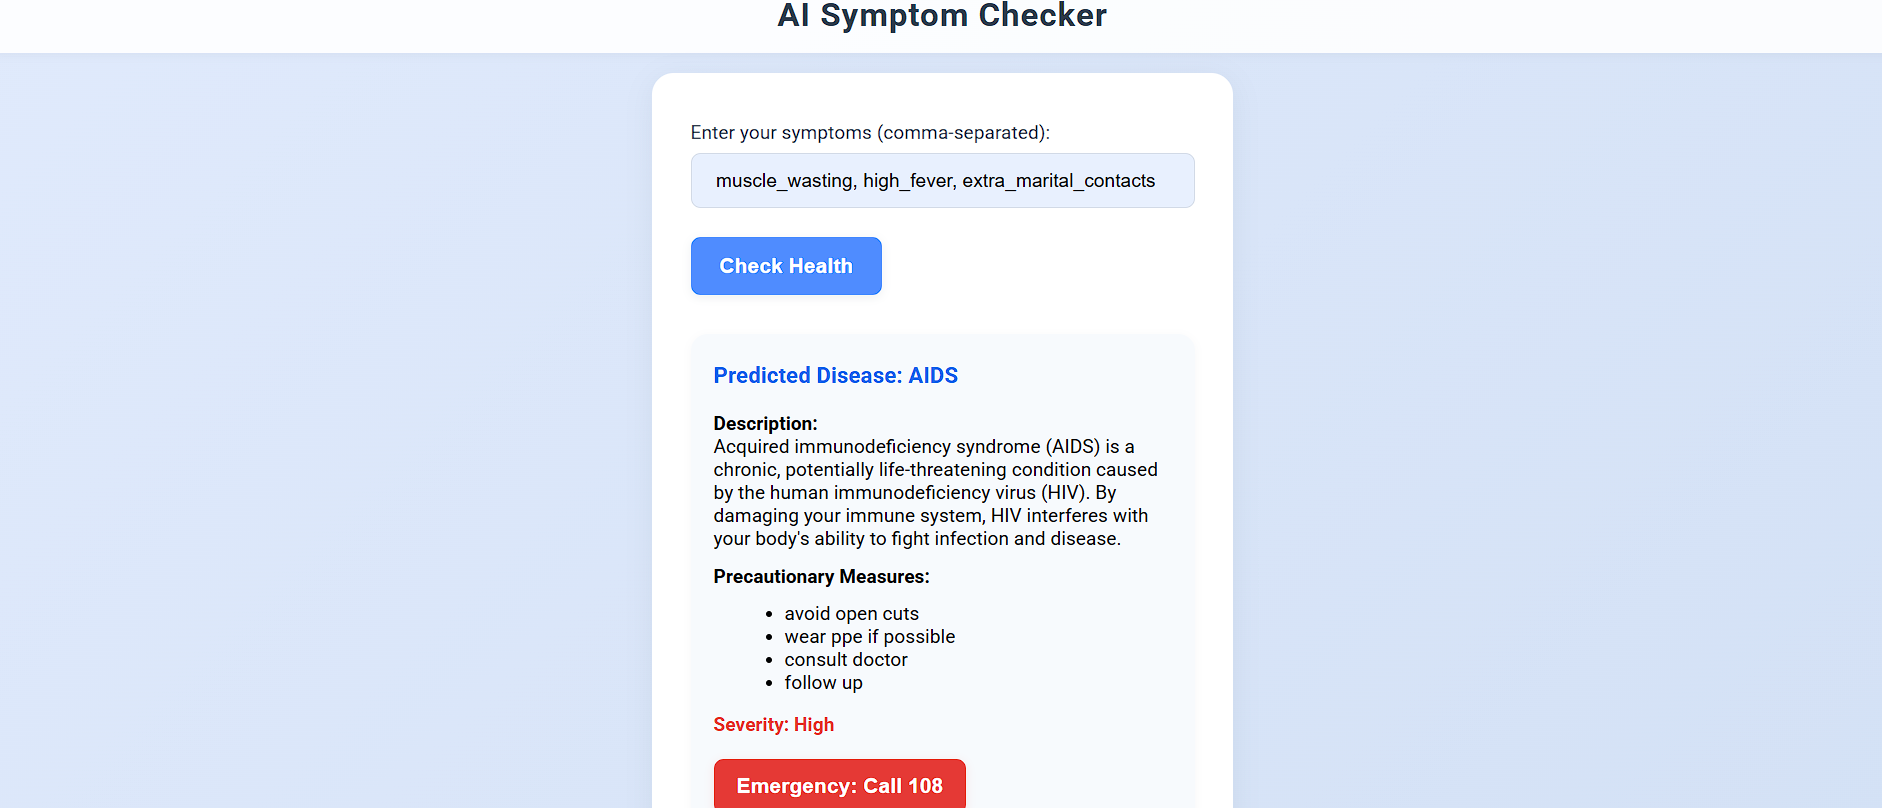 AI Symptom Checker
Enter your symptoms (comma-separated):
muscle_wasting, high_fever, extra_marital_contacts
Check Health
Predicted Disease: AIDS
Description:
Acquired immunodeficiency syndrome (AIDS) is a
chronic, potentially life-threatening condition caused
by the human immunodeficiency virus (HIV). By
damaging your immune system, HIV interferes with
your body's ability to fight infection and disease.
Precautionary Measures:
• avoid open cuts
• wear ppe if possible
• consult doctor
• follow up
Severity: High
Emergency: Call 108